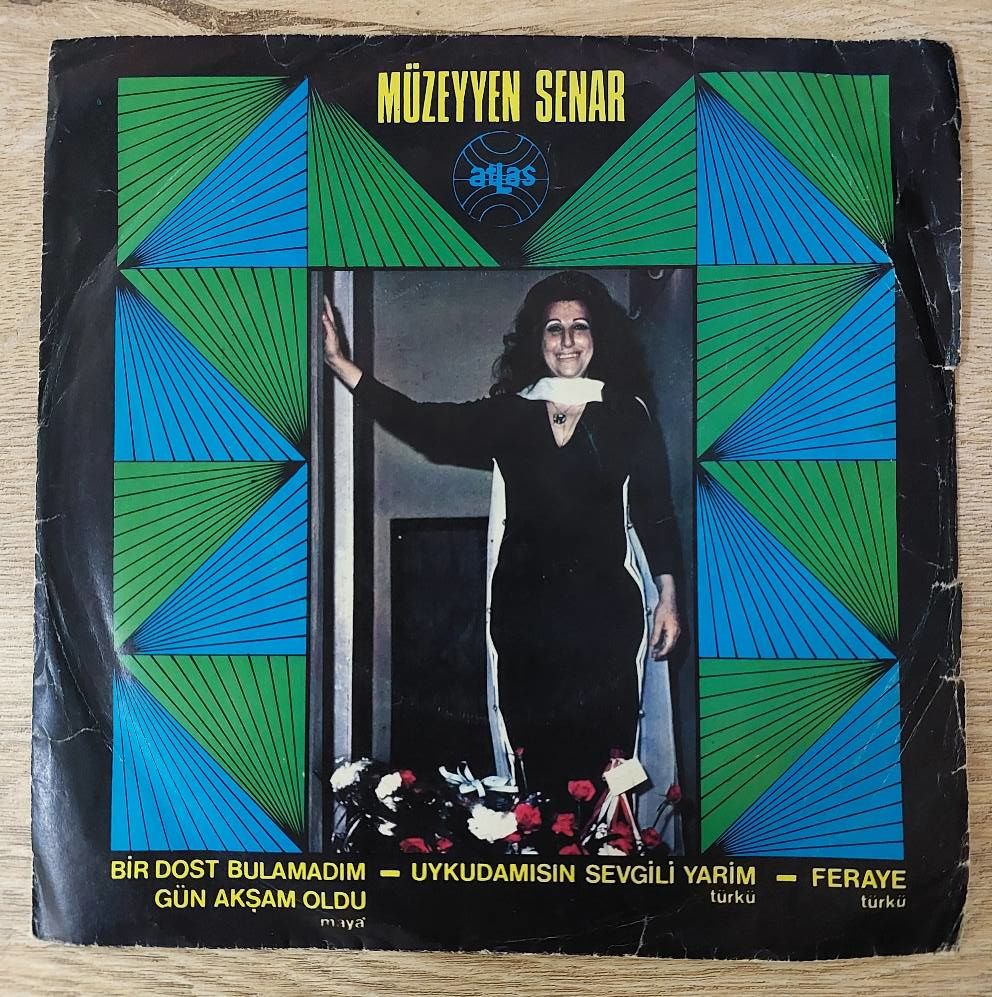 MÜZEYYEN SENAR
atlas
BİR DOST BULAMADIM – UYKUDAMISIN SEVGİLİ YARİM – FERAYE
GÜN AKŞAM OLDU türkü türkü
maya